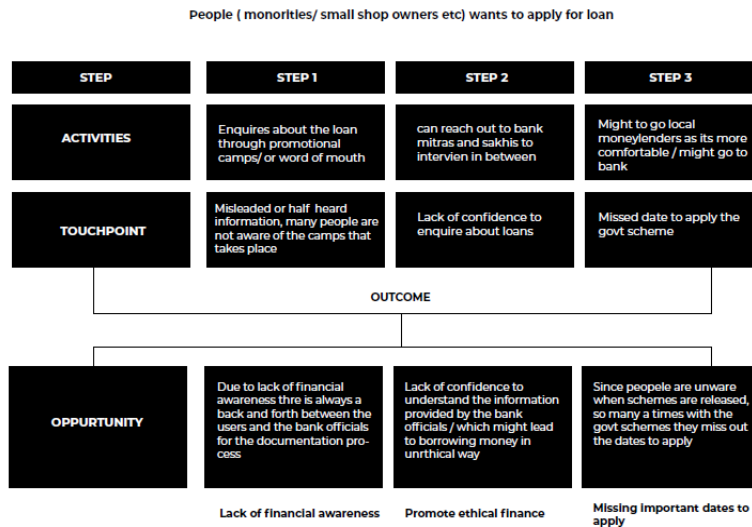 People ( monorities/ small shop owners etc) wants to apply for loan
STEP
STEP 1
STEP 2
STEP 3
ACTIVITIES
Enquires about the loan
through promotional
camps/ or word of mouth
can reach out to bank
mitras and sakhis to
intervien in between
Might to go local
moneylenders as its more
comfortable / might go to
bank
TOUCHPOINT
Misleaded or half heard
information, many people are
not aware of the camps that
takes place
Lack of confidence to
enquire about loans
Missed date to apply the
govt scheme
OUTCOME
OPPURTUNITY
Due to lack of financial
awareness thre is always a
back and forth between the
users and the bank officials
for the documentation pro-
cess
Lack of confidence to
understand the information
provided by the bank
officials / which might lead
to borrowing money in
unrthical way
Since peopele are unware
when schemes are released,
so many a times with the
govt schemes they miss out
the dates to apply
Lack of financial awareness
Promote ethical finance
Missing important dates to
apply